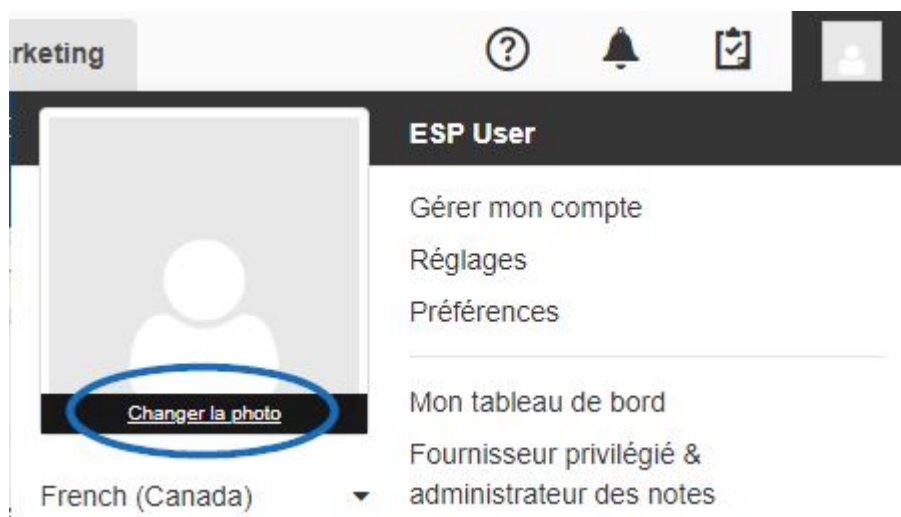 rketing
ESP User
Gérer mon compte
Réglages
Préférences
Changer la photo
Mon tableau de bord
Fournisseur privilégié &
administrateur des notes
French (Canada)